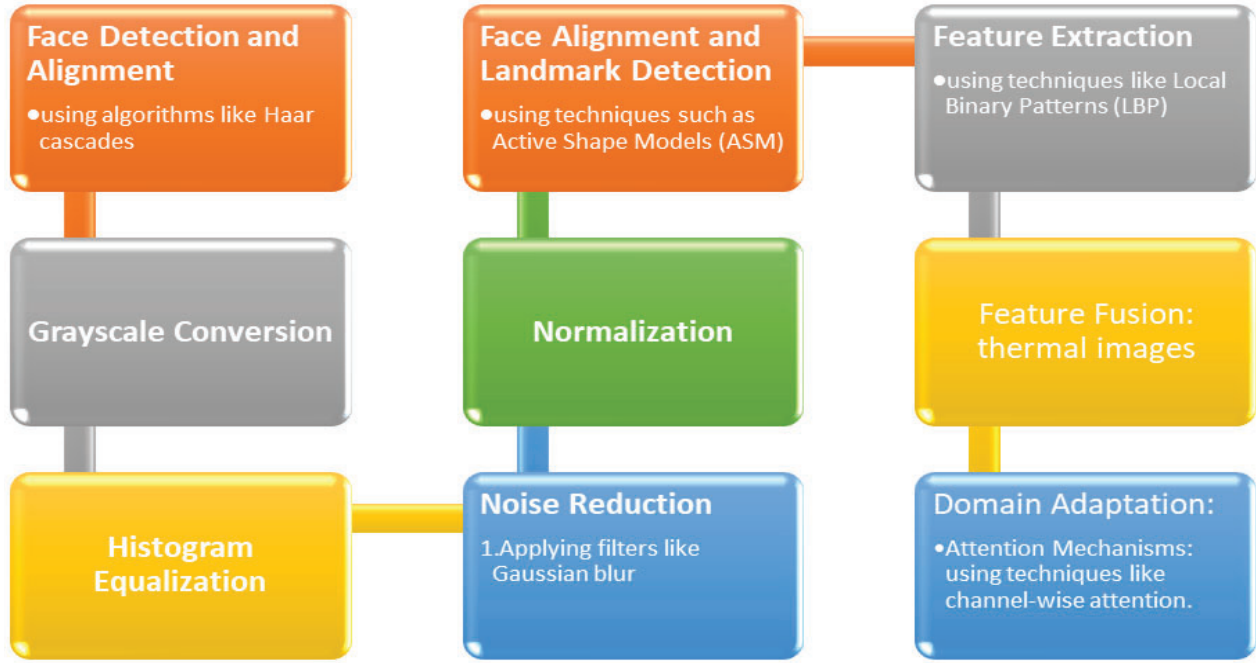 Face Detection and
Alignment
•using algorithms like Haar
cascades
Grayscale Conversion
Histogram
Equalization
Noise Reduction
1.Applying filters like
Gaussian blur
Normalization
Face Alignment and
Landmark Detection
•using techniques such as
Active Shape Models (ASM)
Feature Extraction
•using techniques like Local
Binary Patterns (LBP)
Feature Fusion:
thermal images
Domain Adaptation:
•Attention Mechanisms:
using techniques like
channel-wise attention.